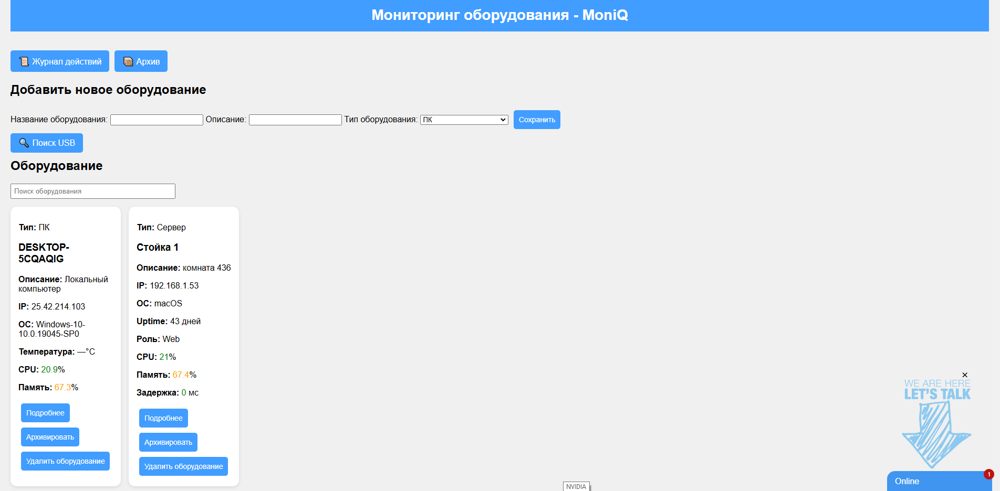 Мониторинг оборудования - MoniQ
Журнал действий
Архив
Добавить новое оборудование
Название оборудования:
Описание:
Тип оборудования:
ПК
Сохранить
Поиск USB
Оборудование
Поиск оборудования
Тип: ПК
DESKTOP-
5CQAQIG
Описание: Локальный
компьютер
IP: 25.42.214.103
ОС: Windows-10-
10.0.19045-SP0
Температура: —°C
CPU: 20.9%
Память: 67.3%
Подробнее
Архивировать
Удалить оборудование
Тип: Сервер
Стойка 1
Описание: комната 436
IP: 192.168.1.53
ОС: macOS
Uptime: 43 дней
Роль: Web
CPU: 21%
Память: 67.4%
Задержка: 0 мс
Подробнее
Архивировать
Удалить оборудование
WE ARE HERE
LET'S TALK
Online
1
NVIDIA